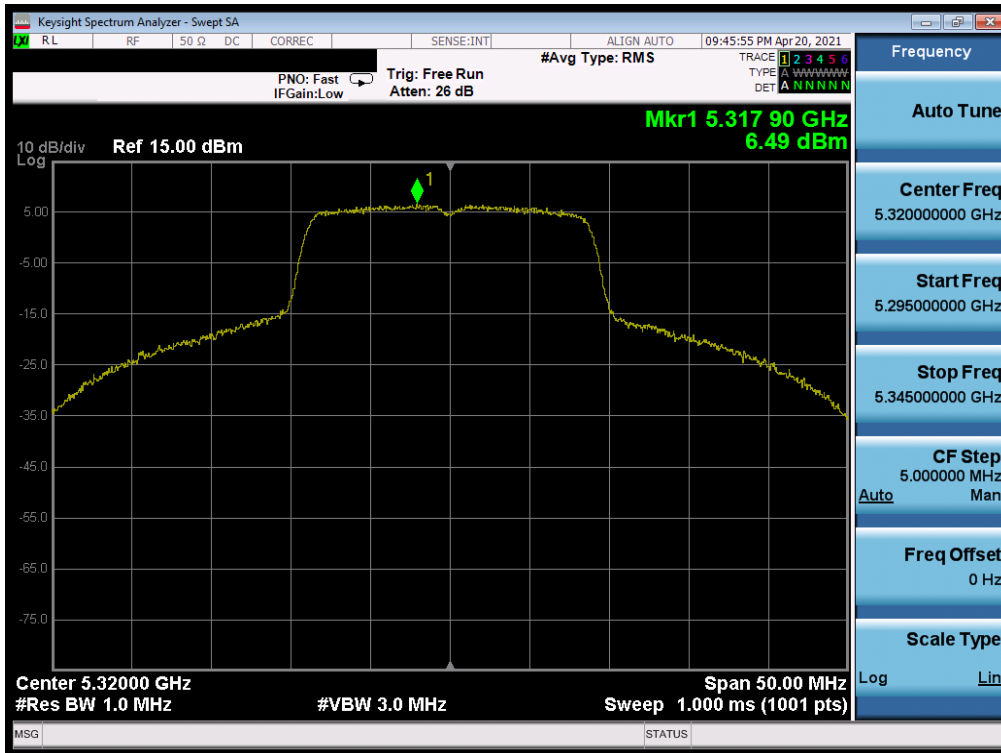 Keysight Spectrum Analyzer - Swept SA
LXI RL RF 50 Ω DC CORREC SENSE:INT ALIGN AUTO 09:45:55 PM Apr 20, 2021
#Avg Type: RMS TRACE 1 2 3 4 5 6
PNO: Fast Trig: Free Run TYPE A WWWWW
IFGain:Low Atten: 26 dB DET A N N N N N
Mkr1 5.317 90 GHz
6.49 dBm
10 dB/div Ref 15.00 dBm
Log
1
5.00
-5.00
-15.0
-25.0
-35.0
-45.0
-55.0
-65.0
-75.0
Center 5.32000 GHz Span 50.00 MHz
#Res BW 1.0 MHz #VBW 3.0 MHz Sweep 1.000 ms (1001 pts)
MSG STATUS
Frequency
Auto Tune
Center Freq
5.320000000 GHz
Start Freq
5.295000000 GHz
Stop Freq
5.345000000 GHz
CF Step
5.000000 MHz
Auto Man
Freq Offset
0 Hz
Scale Type
Log Lin